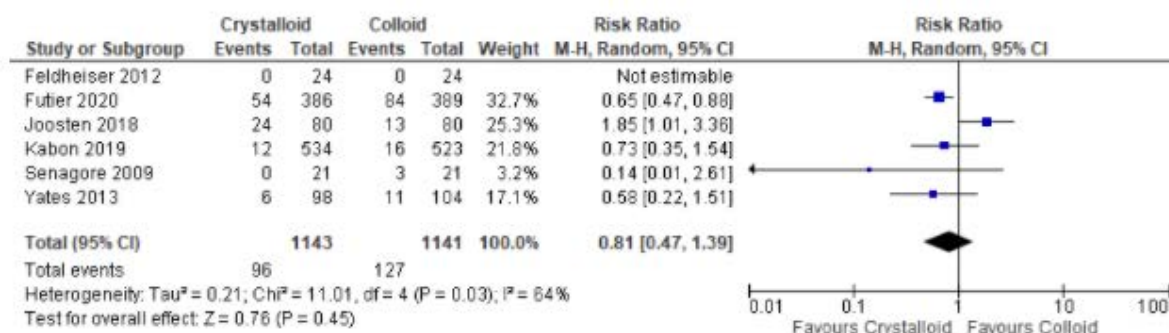 Crystalloid Colloid Risk Ratio Risk Ratio
Study or Subgroup Events Total Events Total Weight M-H, Random, 95% CI M-H, Random, 95% CI
Feldheiser 2012 0 24 0 24 Not estimable
Futier 2020 54 386 84 389 32.7% 0.65 [0.47, 0.88]
Joosten 2018 24 80 13 80 25.3% 1.85 [1.01, 3.36]
Kabon 2019 12 534 16 523 21.8% 0.73 [0.35, 1.54]
Senagore 2009 0 21 3 21 3.2% 0.14 [0.01, 2.61]
Yates 2013 6 98 11 104 17.1% 0.58 [0.22, 1.51]
Total (95% CI) 1143 1141 100.0% 0.81 [0.47, 1.39]
Total events 96 127
Heterogeneity: Tau² = 0.21; Chi² = 11.01, df = 4 (P = 0.03); I² = 64%
Test for overall effect: Z = 0.76 (P = 0.45)
0.01 0.1 1 10 100
Favours Crystalloid Favours Colloid